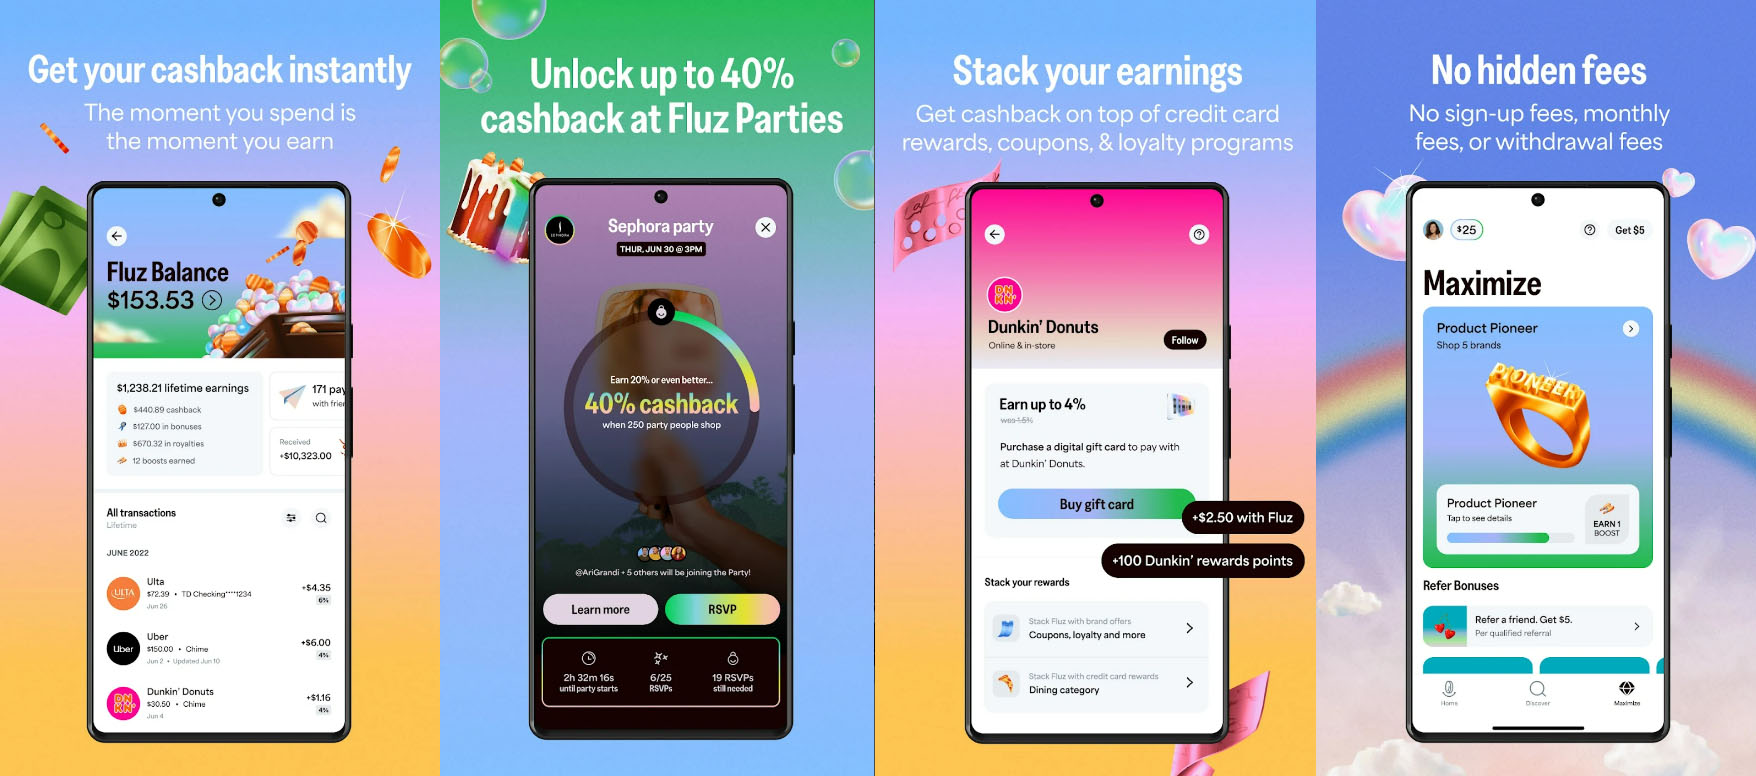 Get your cashback instantly
The moment you spend is
the moment you earn
Fluz Balance
$153.53
$1,238.21 lifetime earnings
$440.89 cashback
$127.00 in bonuses
$670.32 in royalties
12 boosts earned
171 pay
with frien
Received
+$10,323.00
All transactions
Lifetime
JUNE 2022
ULTA
Ulta
$72.39 • TD Checking****1234
Jun 26
+$4.35
6%
Uber
Uber
$150.00 • Chime
Jun 2 • Updated Jun 10
+$6.00
4%
DN
KN'
Dunkin' Donuts
$30.50 • Chime
Jun 4
+$1.16
4%
Unlock up to 40%
cashback at Fluz Parties
SEPHORA
Sephora party
THUR, JUN 30 @ 3PM
Earn 20% or even better...
40% cashback
when 250 party people shop
@AriGrandi + 5 others will be joining the Party!
Learn more
RSVP
2h 32m 16s
until party starts
6/25
RSVPs
19 RSVPs
still needed
Stack your earnings
Get cashback on top of credit card
rewards, coupons, & loyalty programs
DN
KN'
Dunkin' Donuts
Online & in-store
Follow
Earn up to 4%
was 1.5%
Purchase a digital gift card to pay with
at Dunkin' Donuts.
Buy gift card
+$2.50 with Fluz
+100 Dunkin' rewards points
Stack your rewards
Stack Fluz with brand offers
Coupons, loyalty and more
Stack Fluz with credit card rewards
Dining category
No hidden fees
No sign-up fees, monthly
fees, or withdrawal fees
$25
Get $5
Maximize
Product Pioneer
Shop 5 brands
PIONEER
Product Pioneer
Tap to see details
EARN 1
BOOST
Refer Bonuses
Refer a friend. Get $5.
Per qualified referral
Home
Discover
Maximize